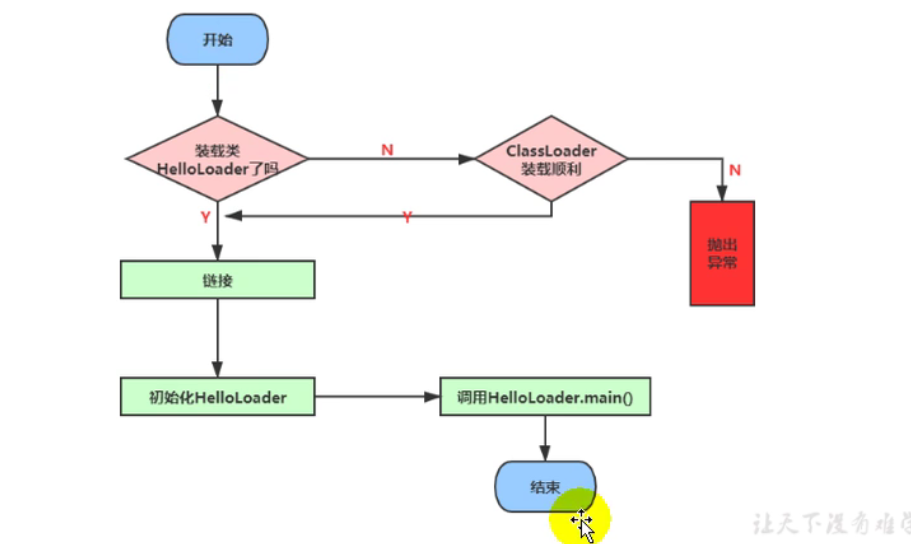 开始
装载类
HelloLoader了吗
N
ClassLoader
装载顺利
N
Y
Y
抛出
异常
链接
初始化HelloLoader
调用HelloLoader.main()
结束
让天下没有难学